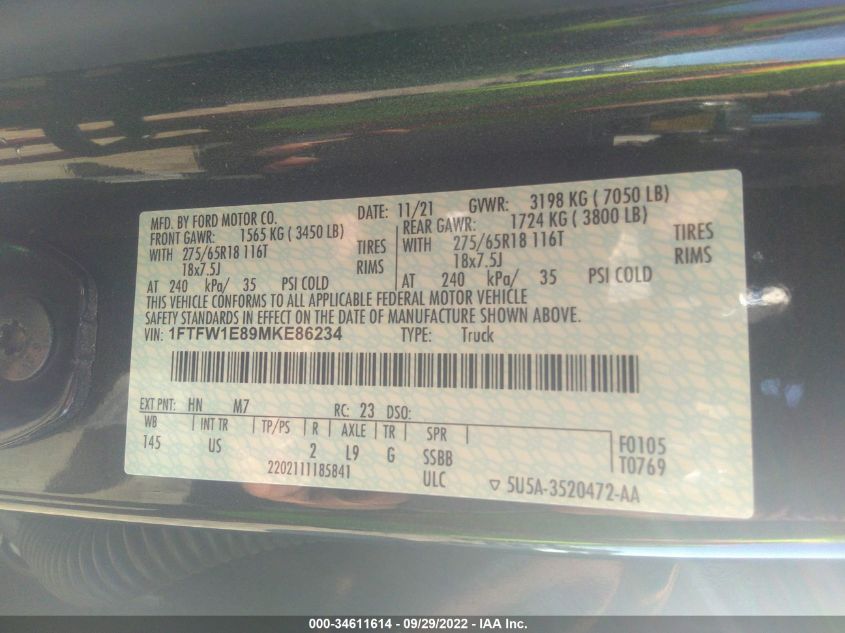 MFD. BY FORD MOTOR CO. DATE: 11/21 GVWR: 3198 KG ( 7050 LB)
FRONT GAWR: 1565 KG ( 3450 LB) REAR GAWR: 1724 KG ( 3800 LB)
WITH 275/65R18 116T TIRES WITH 275/65R18 116T TIRES
18x7.5J RIMS 18x7.5J RIMS
AT 240 kPa/ 35 PSI COLD AT 240 kPa/ 35 PSI COLD
THIS VEHICLE CONFORMS TO ALL APPLICABLE FEDERAL MOTOR VEHICLE
SAFETY STANDARDS IN EFFECT ON THE DATE OF MANUFACTURE SHOWN ABOVE.
VIN: 1FTFW1E89MKE86234 TYPE: Truck
EXT PNT: HN M7 RC: 23 DSO:
WB INT TR TP/PS R AXLE TR SPR F0105
145 US 2 L9 G SSBB T0769
2202111185841 ULC ▽ 5U5A-3520472-AA
000-34611614 - 09/29/2022 - IAA Inc.